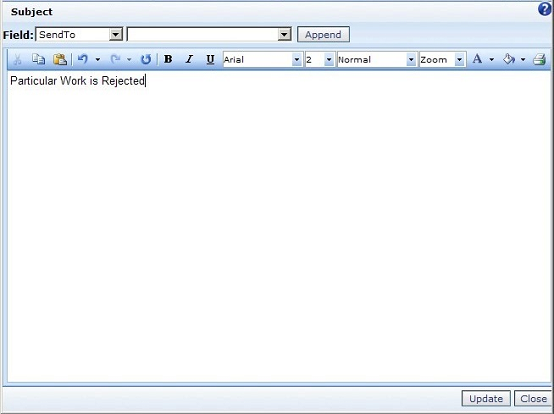 Subject
?
Field: SendTo Append
B I U Arial 2 Normal Zoom A
Particular Work is Rejected
Update Close